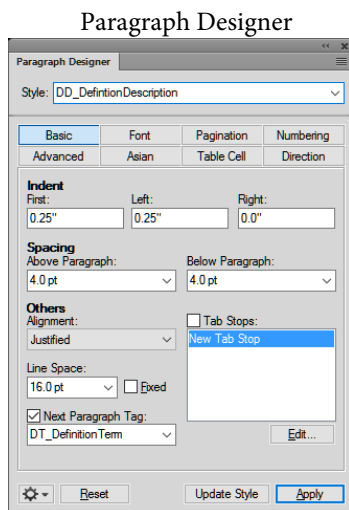 Paragraph Designer
Paragraph Designer
Style: DD_DefintionDescription
Basic Font Pagination Numbering
Advanced Asian Table Cell Direction
Indent
First: Left: Right:
0.25" 0.25" 0.0"
Spacing
Above Paragraph: Below Paragraph:
4.0 pt 4.0 pt
Others
Alignment: Tab Stops:
Justified New Tab Stop
Line Space:
16.0 pt Fixed
Next Paragraph Tag:
DT_DefinitionTerm Edit...
Reset Update Style Apply